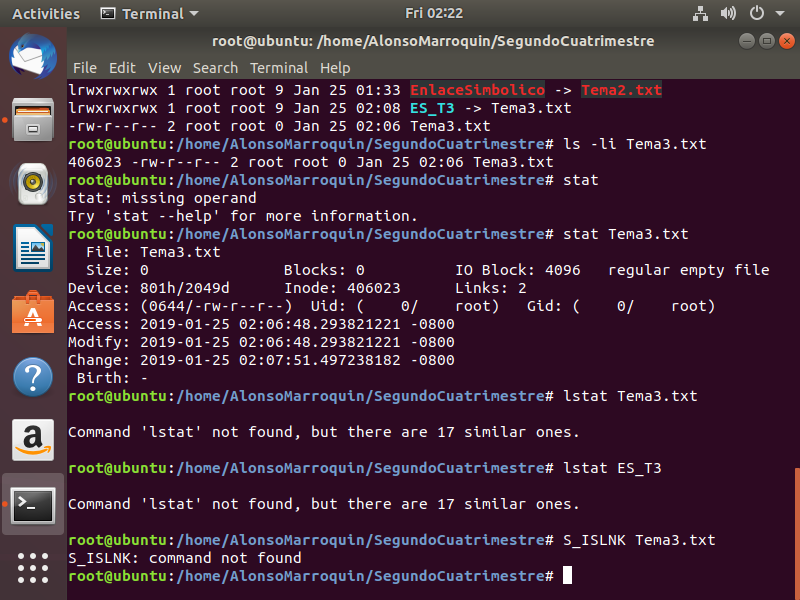 Activities Terminal Fri 02:22
root@ubuntu: /home/AlonsoMarroquin/SegundoCuatrimestre
File Edit View Search Terminal Help
lrwxrwxrwx 1 root root 9 Jan 25 01:33 EnlaceSimbolico -> Tema2.txt
lrwxrwxrwx 1 root root 9 Jan 25 02:08 ES_T3 -> Tema3.txt
-rw-r--r-- 2 root root 0 Jan 25 02:06 Tema3.txt
root@ubuntu:/home/AlonsoMarroquin/SegundoCuatrimestre# ls -li Tema3.txt
406023 -rw-r--r-- 2 root root 0 Jan 25 02:06 Tema3.txt
root@ubuntu:/home/AlonsoMarroquin/SegundoCuatrimestre# stat
stat: missing operand
Try 'stat --help' for more information.
root@ubuntu:/home/AlonsoMarroquin/SegundoCuatrimestre# stat Tema3.txt
  File: Tema3.txt
  Size: 0               Blocks: 0          IO Block: 4096   regular empty file
Device: 801h/2049d      Inode: 406023      Links: 2
Access: (0644/-rw-r--r--)  Uid: (    0/    root)   Gid: (    0/    root)
Access: 2019-01-25 02:06:48.293821221 -0800
Modify: 2019-01-25 02:06:48.293821221 -0800
Change: 2019-01-25 02:07:51.497238182 -0800
 Birth: -
root@ubuntu:/home/AlonsoMarroquin/SegundoCuatrimestre# lstat Tema3.txt
Command 'lstat' not found, but there are 17 similar ones.
root@ubuntu:/home/AlonsoMarroquin/SegundoCuatrimestre# lstat ES_T3
Command 'lstat' not found, but there are 17 similar ones.
root@ubuntu:/home/AlonsoMarroquin/SegundoCuatrimestre# S_ISLNK Tema3.txt
S_ISLNK: command not found
root@ubuntu:/home/AlonsoMarroquin/SegundoCuatrimestre#